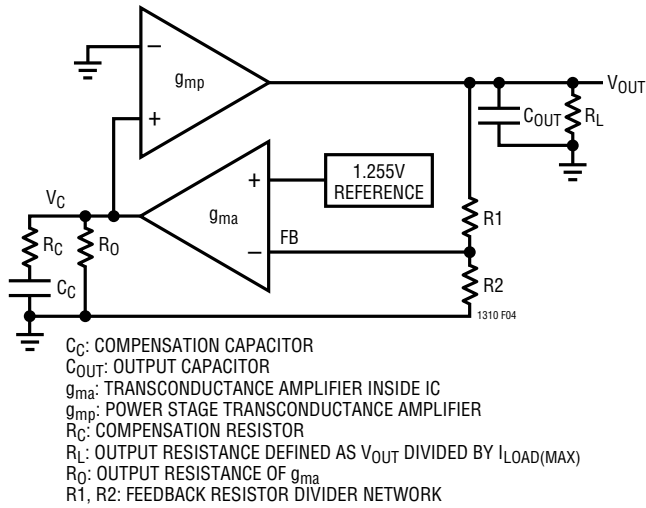 −
g_mp
+
V_OUT
C_OUT
R_L
+
1.255V
REFERENCE
g_ma
−
FB
R1
V_C
R_C
R_O
C_C
R2
1310 F04
C_C: COMPENSATION CAPACITOR
C_OUT: OUTPUT CAPACITOR
g_ma: TRANSCONDUCTANCE AMPLIFIER INSIDE IC
g_mp: POWER STAGE TRANSCONDUCTANCE AMPLIFIER
R_C: COMPENSATION RESISTOR
R_L: OUTPUT RESISTANCE DEFINED AS V_OUT DIVIDED BY I_LOAD(MAX)
R_O: OUTPUT RESISTANCE OF g_ma
R1, R2: FEEDBACK RESISTOR DIVIDER NETWORK